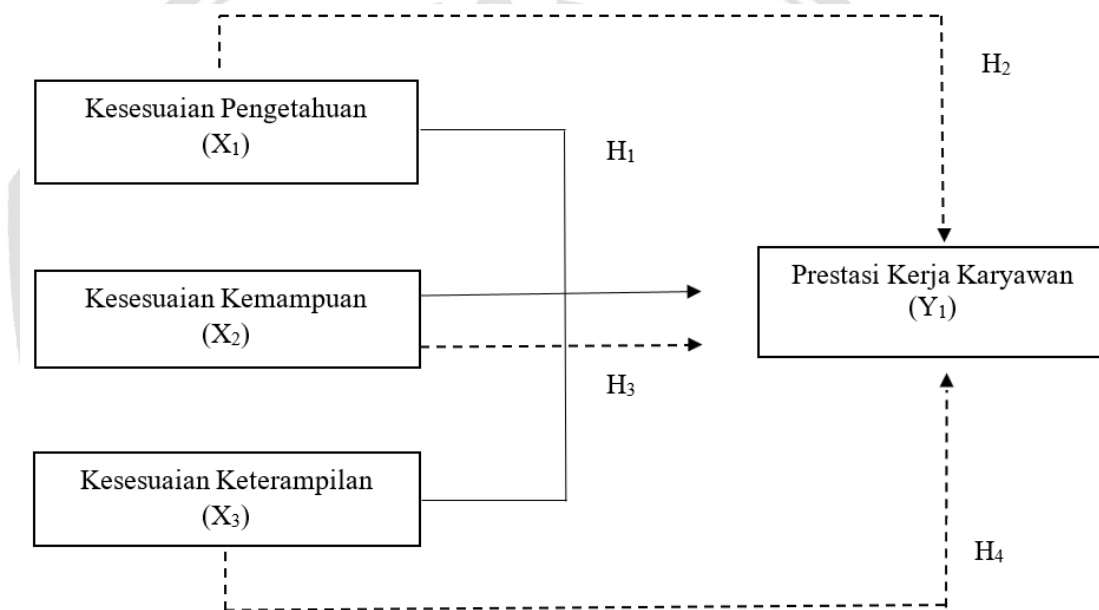 H₂
Kesesuaian Pengetahuan
(X₁)
H₁
Kesesuaian Kemampuan
(X₂)
Prestasi Kerja Karyawan
(Y₁)
H₃
Kesesuaian Keterampilan
(X₃)
H₄